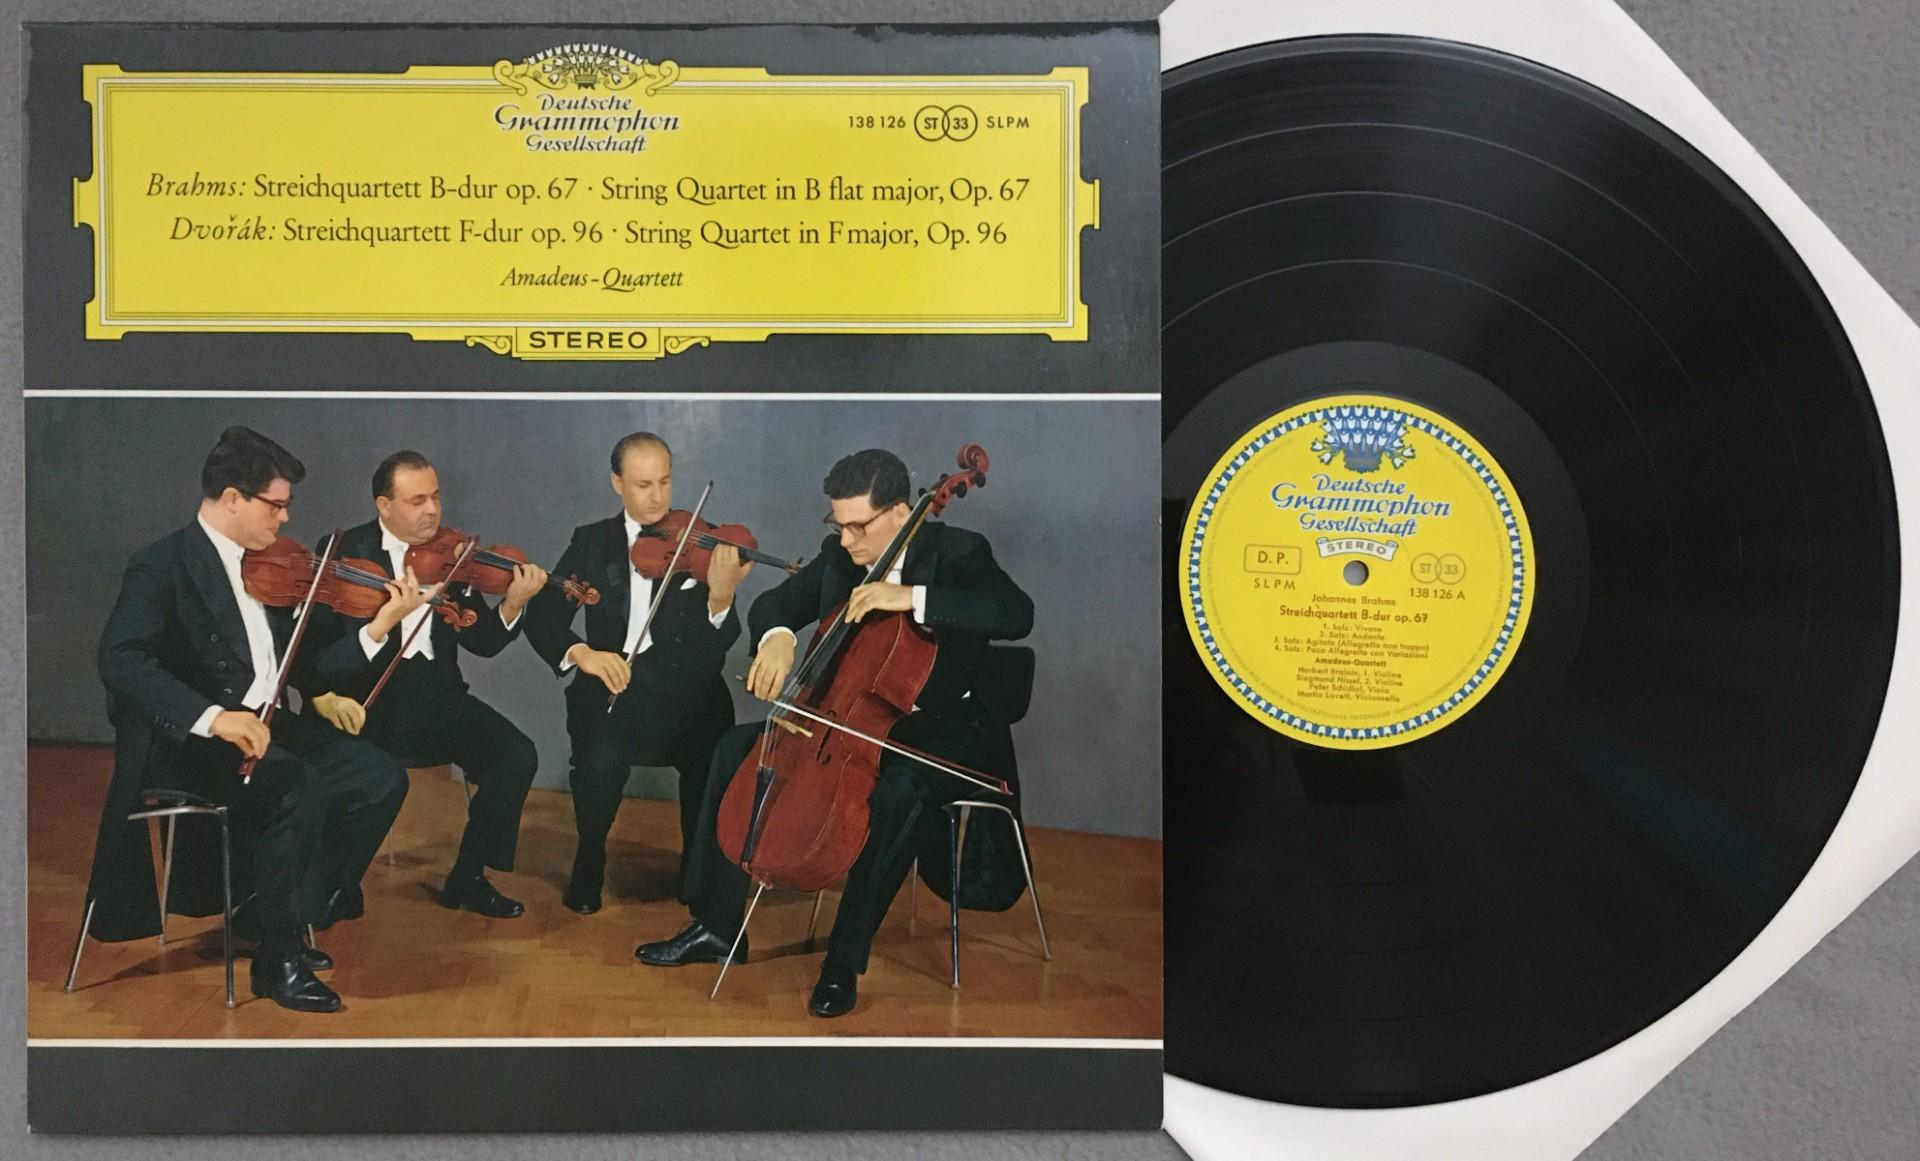 Deutsche
Grammophon
Gesellschaft
138 126 ST 33 SLPM
Brahms: Streichquartett B-dur op. 67 · String Quartet in B flat major, Op. 67
Dvořák: Streichquartett F-dur op. 96 · String Quartet in F major, Op. 96
Amadeus-Quartett
STEREO
Deutsche
Grammophon
Gesellschaft
STEREO
D. P.
SLPM
ST 33
138 126 A
Johannes Brahms
Streichquartett B-dur op. 67
1. Satz: Vivace
2. Satz: Andante
3. Satz: Agitato (Allegretto non troppo)
4. Satz: Poco Allegretto con Variazioni
Amadeus-Quartett
Norbert Brainin, 1. Violine
Siegmund Nissel, 2. Violine
Peter Schidlof, Viola
Martin Lovett, Violoncello